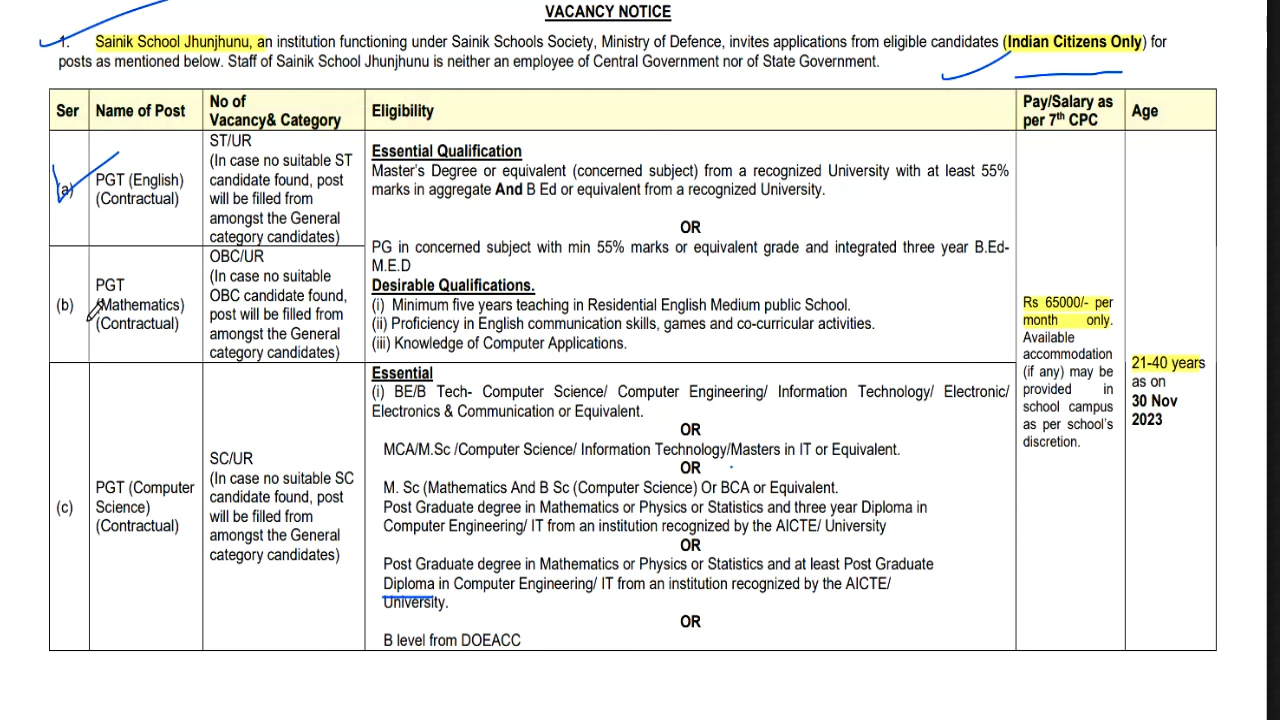 VACANCY NOTICE
1. Sainik School Jhunjhunu, an institution functioning under Sainik Schools Society, Ministry of Defence, invites applications from eligible candidates (Indian Citizens Only) for
posts as mentioned below. Staff of Sainik School Jhunjhunu is neither an employee of Central Government nor of State Government.
Ser
Name of Post
No of
Vacancy& Category
Eligibility
Pay/Salary as
per 7th CPC
Age
(a)
PGT (English)
(Contractual)
ST/UR
(In case no suitable ST
candidate found, post
will be filled from
amongst the General
category candidates)
Essential Qualification
Master's Degree or equivalent (concerned subject) from a recognized University with at least 55%
marks in aggregate And B Ed or equivalent from a recognized University.
OR
PG in concerned subject with min 55% marks or equivalent grade and integrated three year B.Ed-
M.E.D
Desirable Qualifications.
(i) Minimum five years teaching in Residential English Medium public School.
(ii) Proficiency in English communication skills, games and co-curricular activities.
(iii) Knowledge of Computer Applications.
(b)
PGT
(Mathematics)
(Contractual)
OBC/UR
(In case no suitable
OBC candidate found,
post will be filled from
amongst the General
category candidates)
(c)
PGT (Computer
Science)
(Contractual)
SC/UR
(In case no suitable SC
candidate found, post
will be filled from
amongst the General
category candidates)
Essential
(i) BE/B Tech- Computer Science/ Computer Engineering/ Information Technology/ Electronic/
Electronics & Communication or Equivalent.
OR
MCA/M.Sc /Computer Science/ Information Technology/Masters in IT or Equivalent.
OR
M. Sc (Mathematics And B Sc (Computer Science) Or BCA or Equivalent.
Post Graduate degree in Mathematics or Physics or Statistics and three year Diploma in
Computer Engineering/ IT from an institution recognized by the AICTE/ University
OR
Post Graduate degree in Mathematics or Physics or Statistics and at least Post Graduate
Diploma in Computer Engineering/ IT from an institution recognized by the AICTE/
University.
OR
B level from DOEACC
Rs 65000/- per
month only.
Available
accommodation
(if any) may be
provided in
school campus
as per school's
discretion.
21-40 years
as on
30 Nov
2023